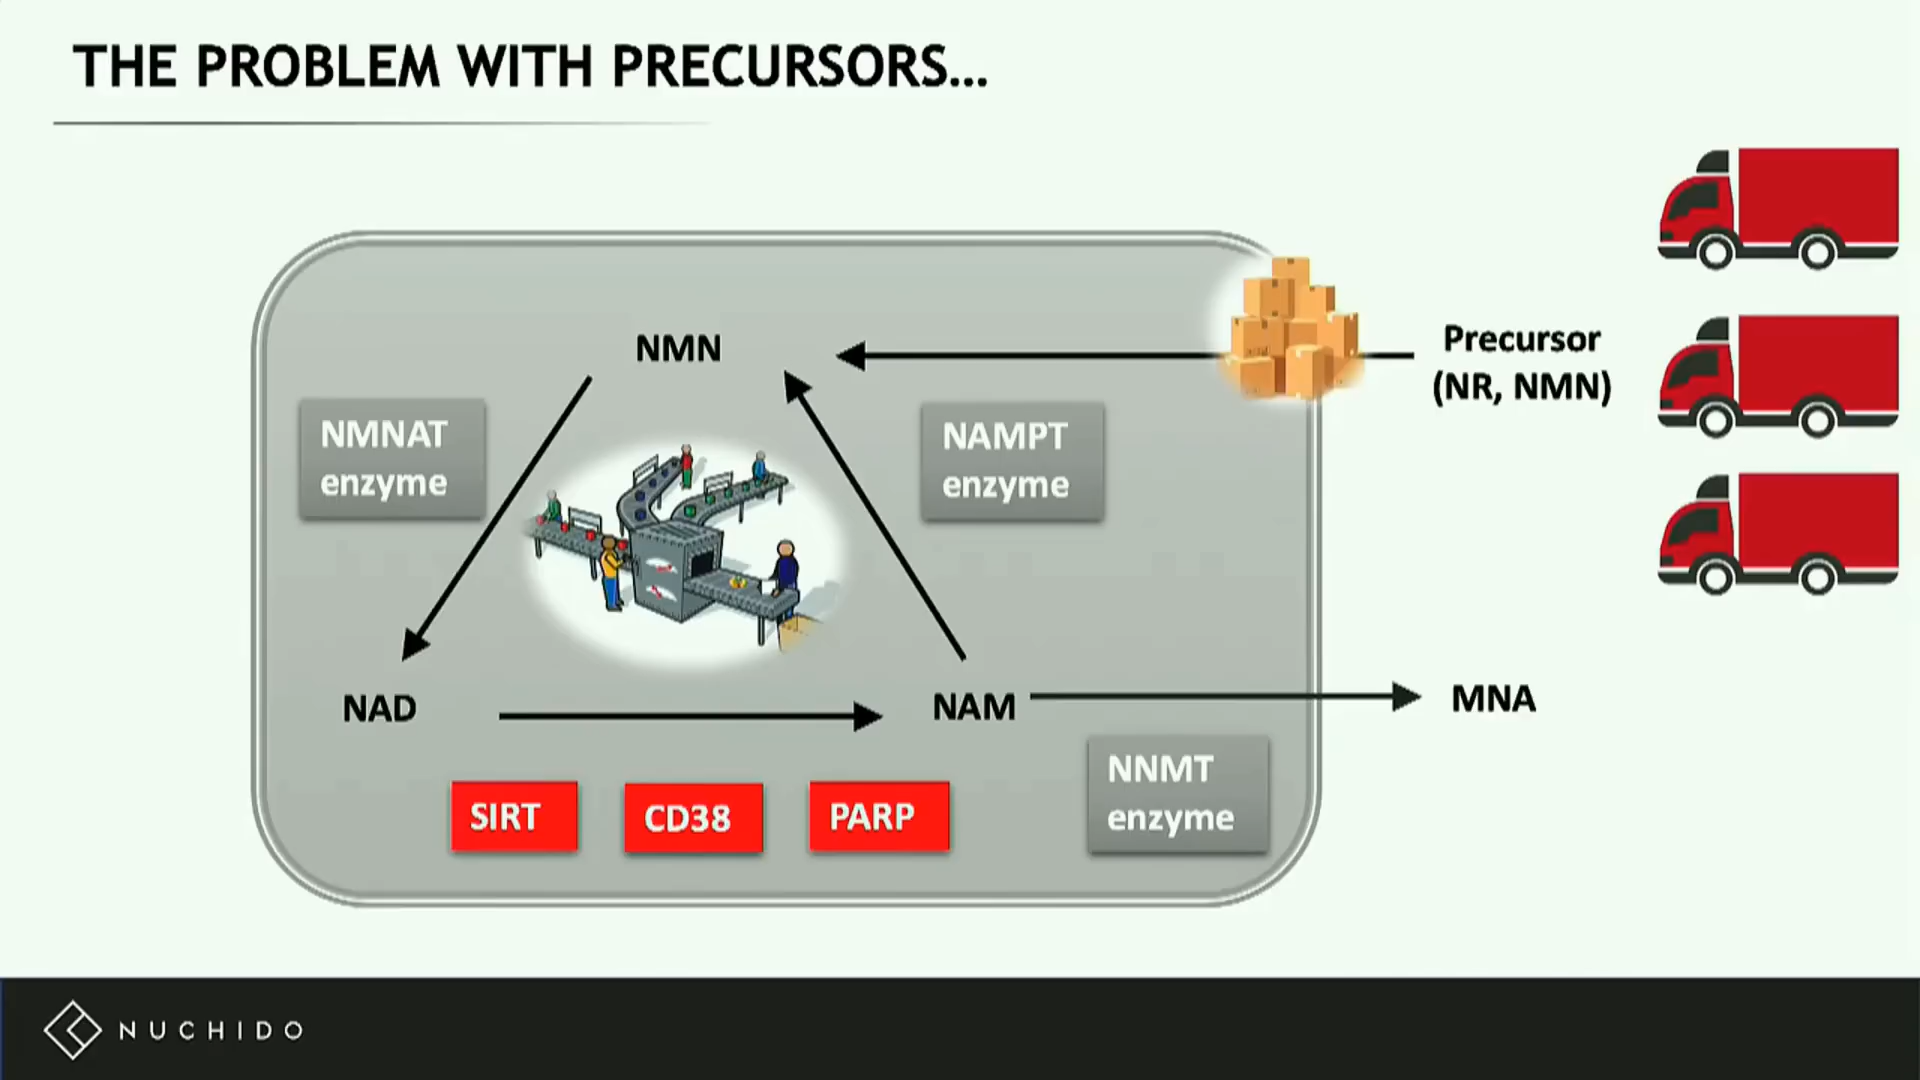 THE PROBLEM WITH PRECURSORS...
NMN
Precursor
(NR, NMN)
NMNAT
enzyme
NAMPT
enzyme
NAD
NAM
MNA
NNMT
enzyme
SIRT
CD38
PARP
NUCHIDO